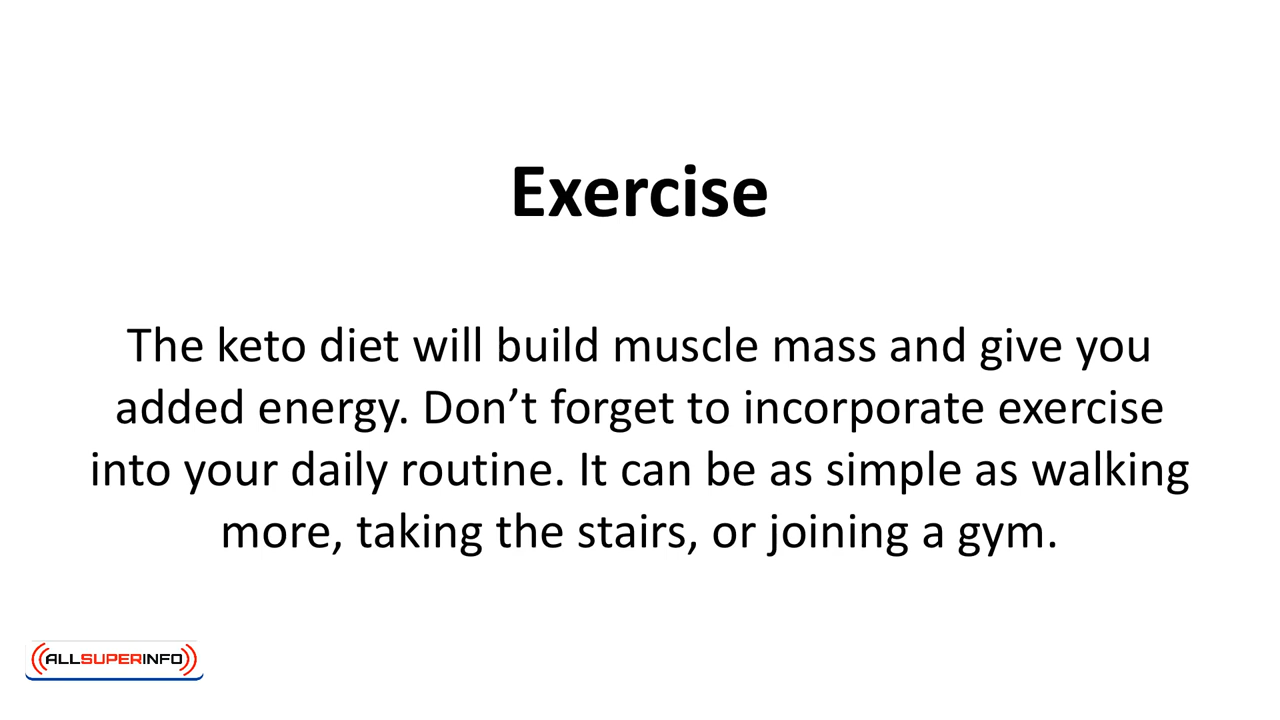 Exercise
The keto diet will build muscle mass and give you
added energy. Don’t forget to incorporate exercise
into your daily routine. It can be as simple as walking
more, taking the stairs, or joining a gym.
ALLSUPERINFO